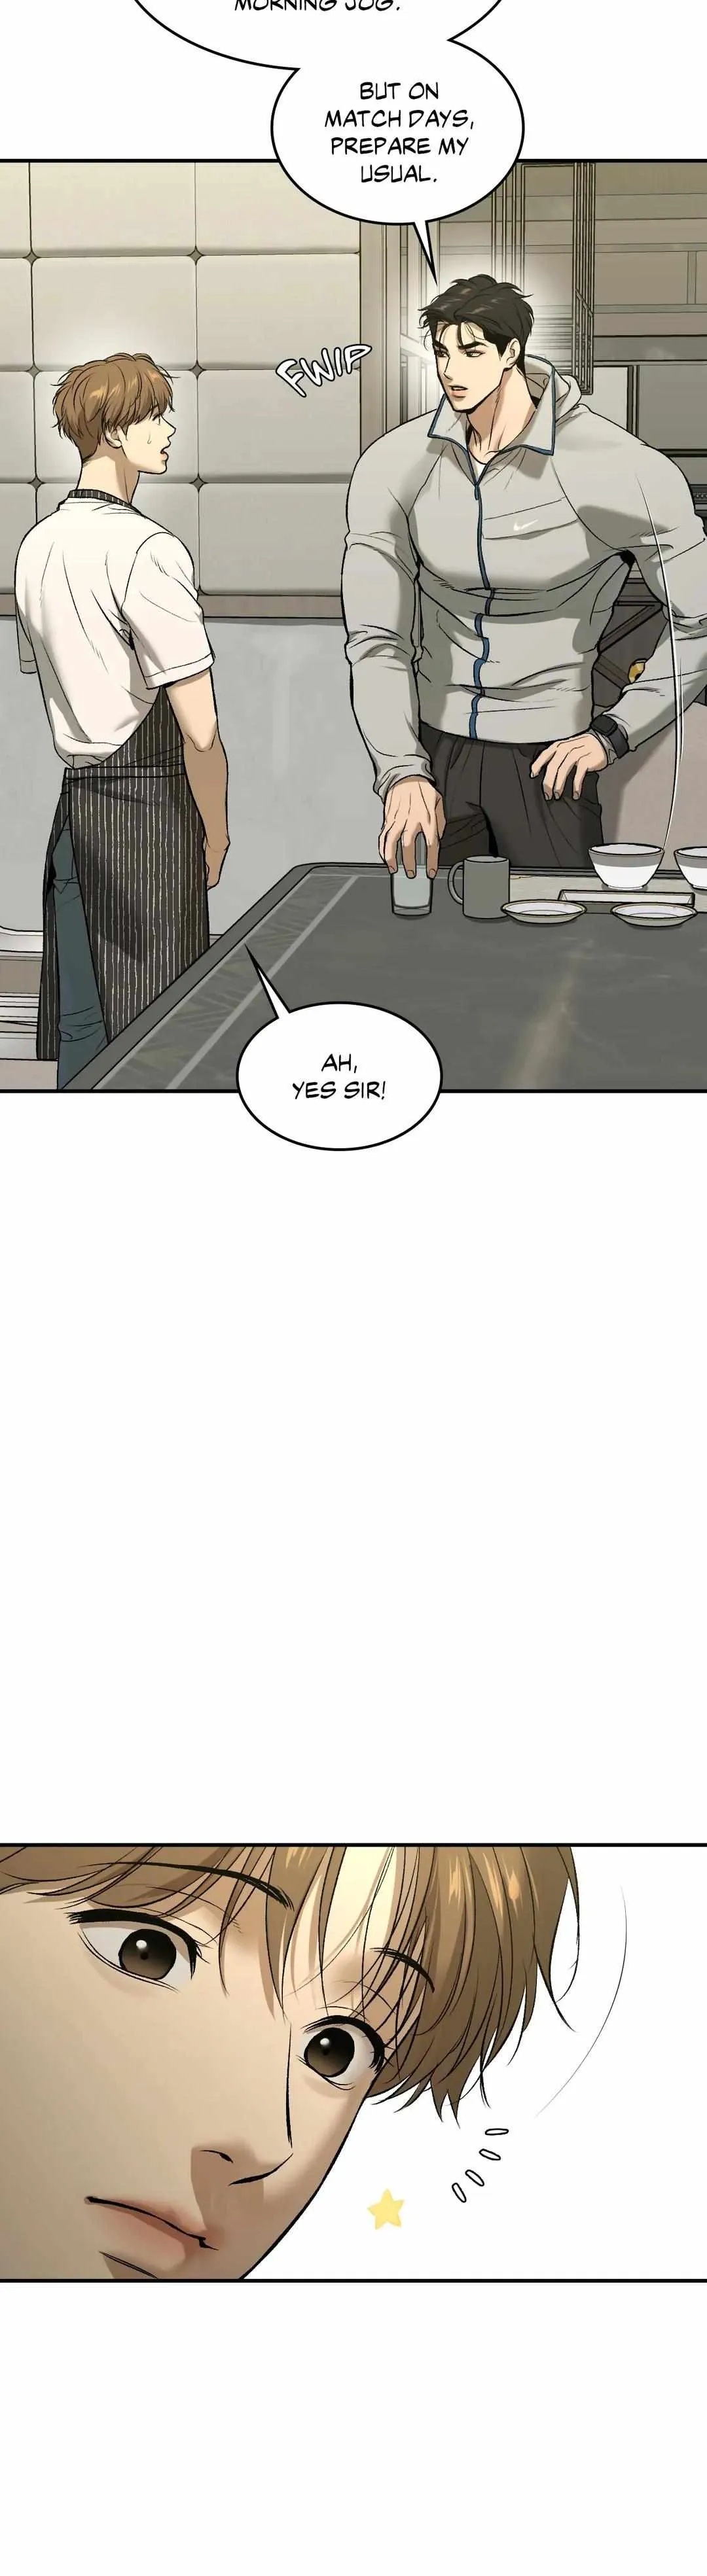 MORNING JOG.
BUT ON
MATCH DAYS,
PREPARE MY
USUAL.
FWIP
AH,
YES SIR!